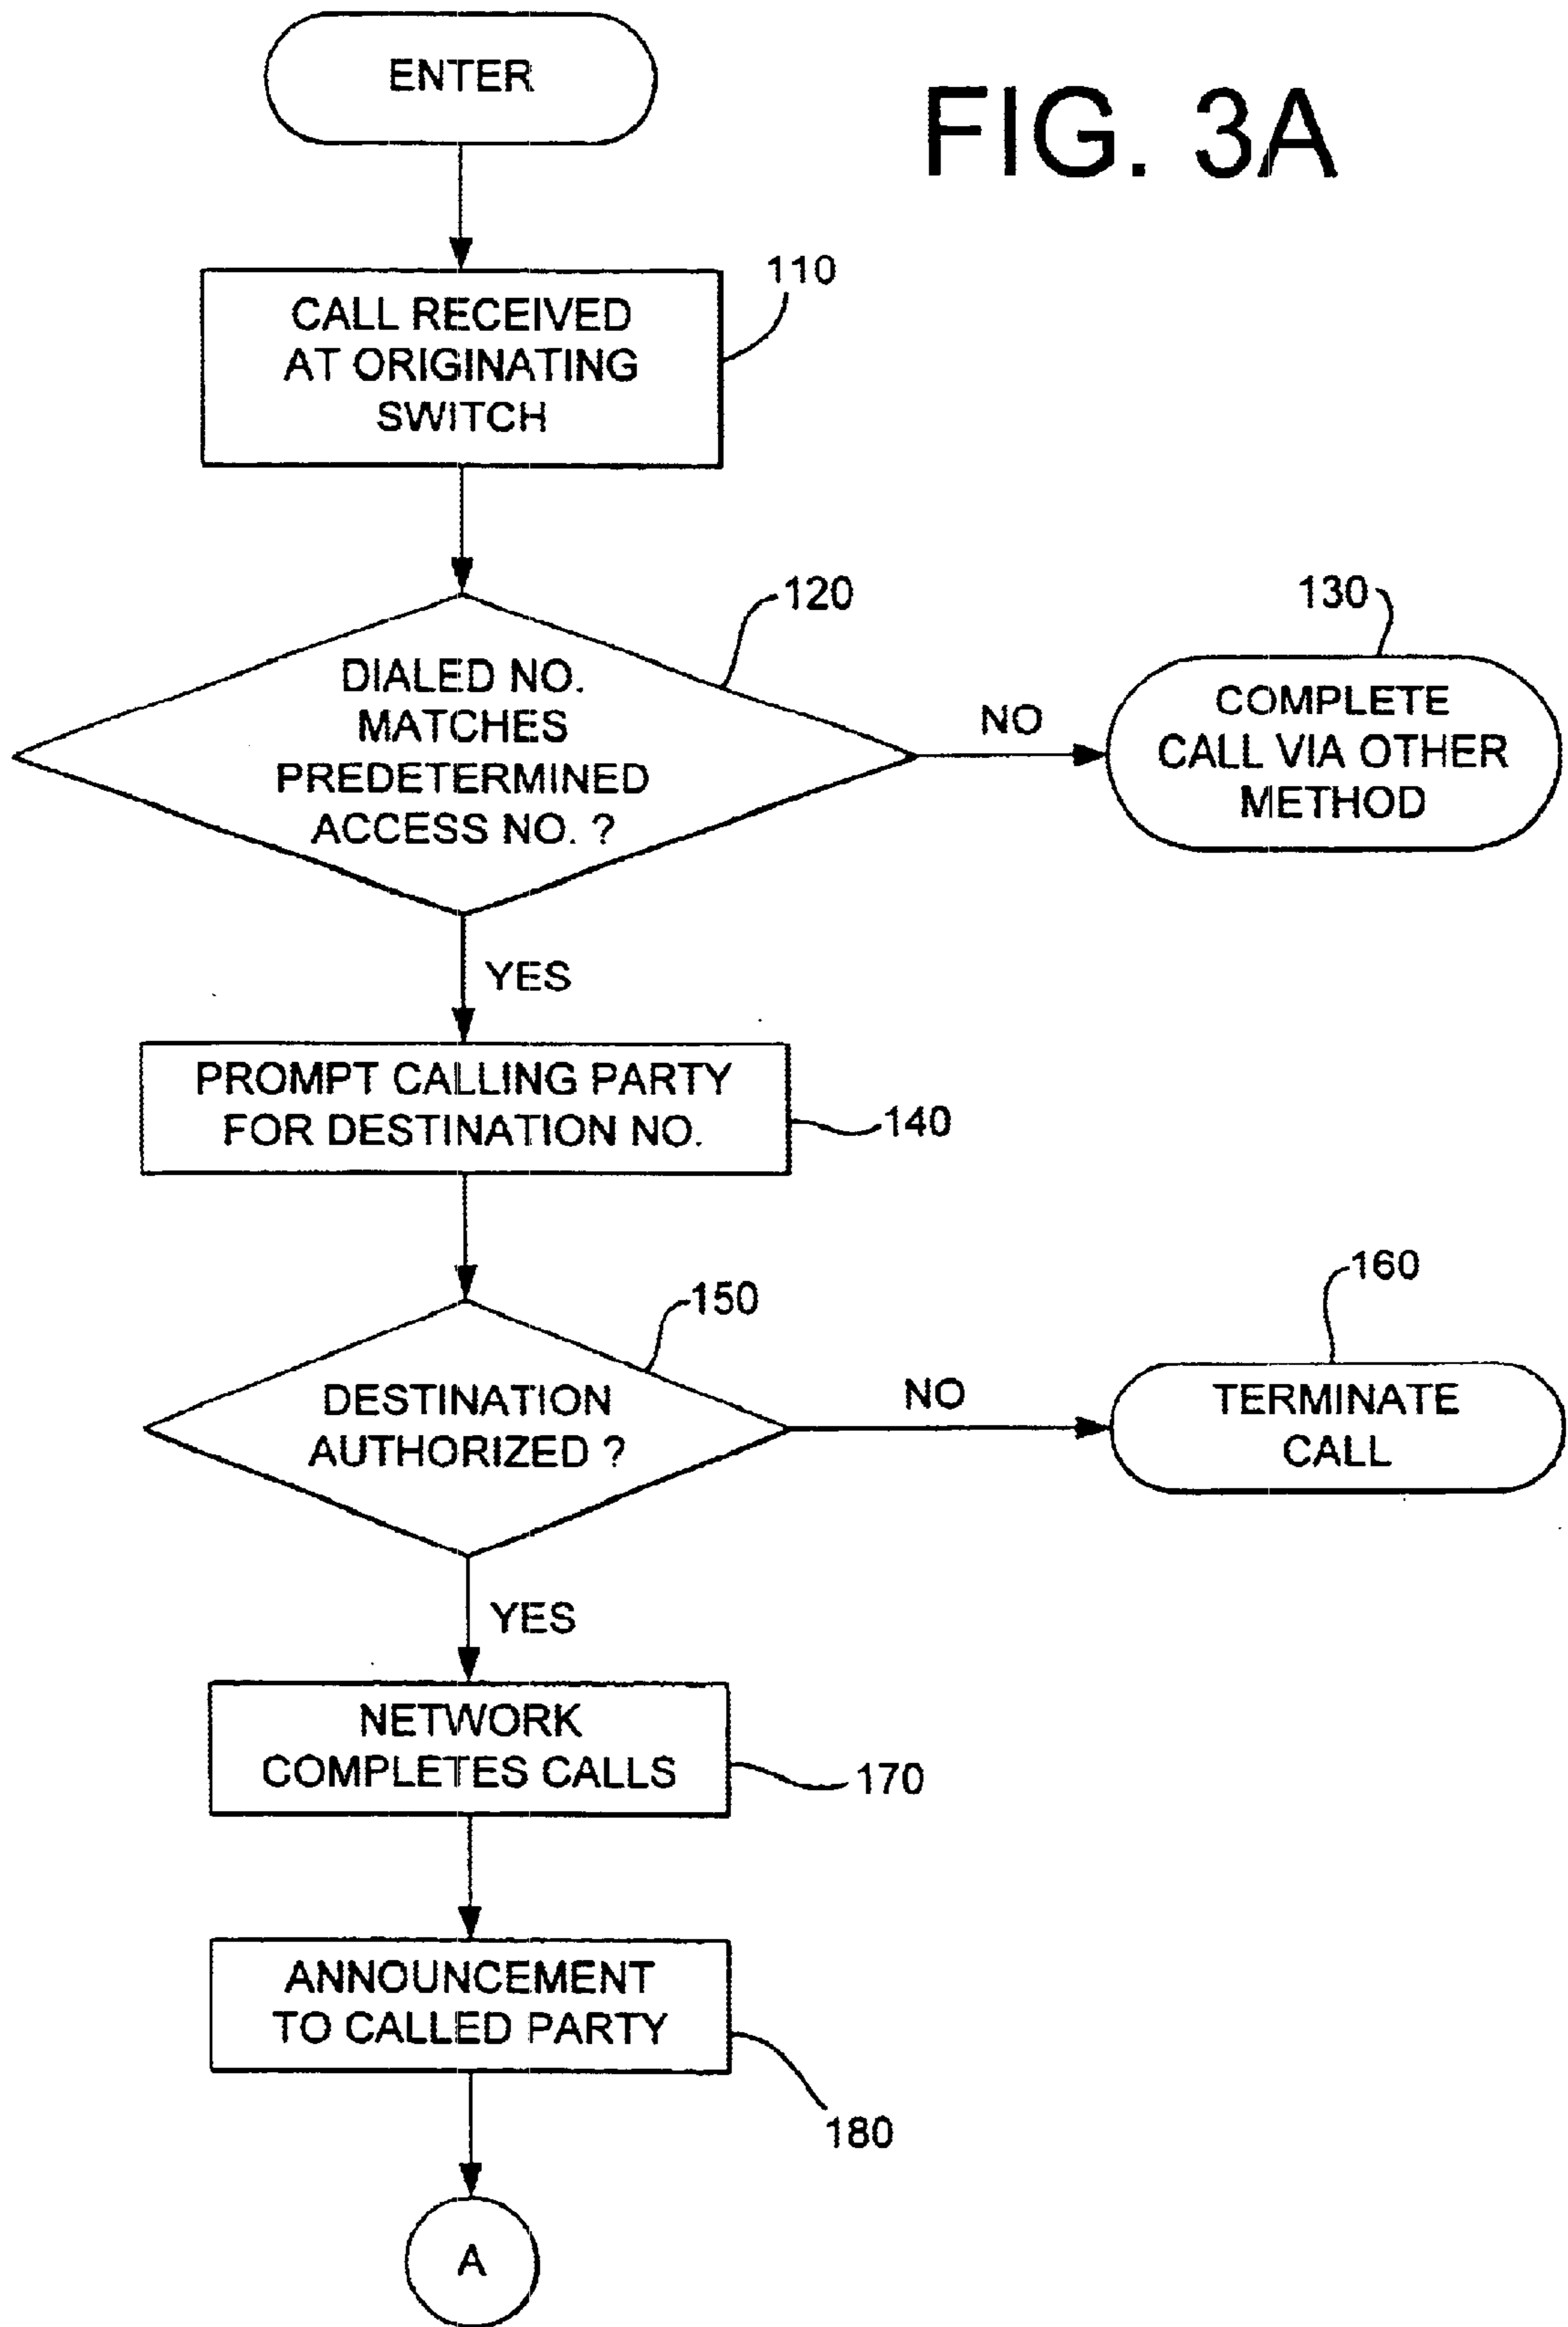 ENTER
FIG. 3A
110
CALL RECEIVED
AT ORIGINATING
SWITCH
120
130
DIALED NO.
MATCHES
PREDETERMINED
ACCESS NO. ?
NO
COMPLETE
CALL VIA OTHER
METHOD
YES
PROMPT CALLING PARTY
FOR DESTINATION NO.
140
150
160
DESTINATION
AUTHORIZED ?
NO
TERMINATE
CALL
YES
NETWORK
COMPLETES CALLS
170
ANNOUNCEMENT
TO CALLED PARTY
180
A